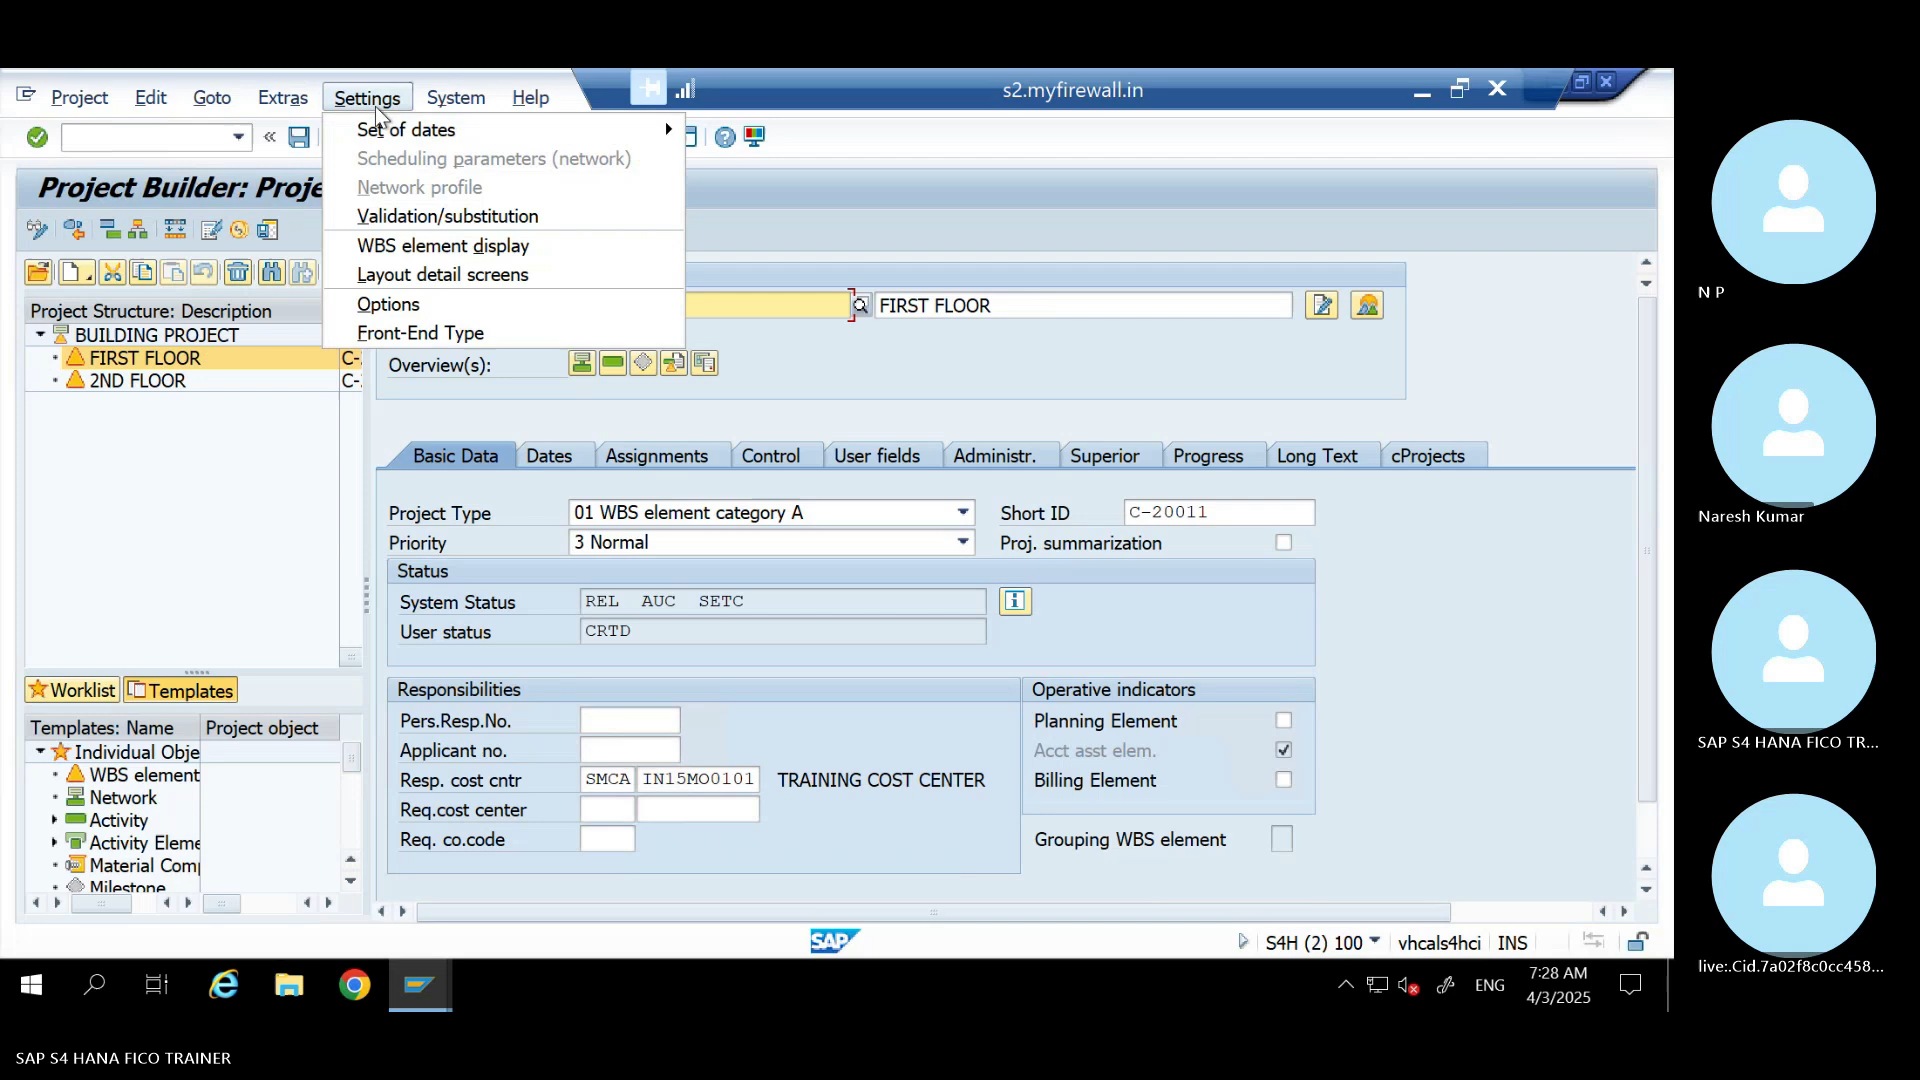 Project Edit Goto Extras Settings System Help
s2.myfirewall.in
Set of dates
Scheduling parameters (network)
Network profile
Validation/substitution
WBS element display
Layout detail screens
Options
Front-End Type
Project Builder: Proje
Project Structure: Description
BUILDING PROJECT
FIRST FLOOR C-
2ND FLOOR C-
FIRST FLOOR
Overview(s):
Basic Data Dates Assignments Control User fields Administr. Superior Progress Long Text cProjects
Project Type 01 WBS element category A Short ID C-20011
Priority 3 Normal Proj. summarization
Status
System Status REL AUC SETC
User status CRTD
Responsibilities
Pers.Resp.No.
Applicant no.
Resp. cost cntr SMCA IN15MO0101 TRAINING COST CENTER
Req.cost center
Req. co.code
Operative indicators
Planning Element
Acct asst elem.
Billing Element
Grouping WBS element
Worklist Templates
Templates: Name Project object
Individual Obje
WBS element
Network
Activity
Activity Eleme
Material Comp
Milestone
SAP
S4H (2) 100 vhcals4hci INS
ENG
7:28 AM
4/3/2025
N P
Naresh Kumar
SAP S4 HANA FICO TR...
live:.Cid.7a02f8c0cc458...
SAP S4 HANA FICO TRAINER